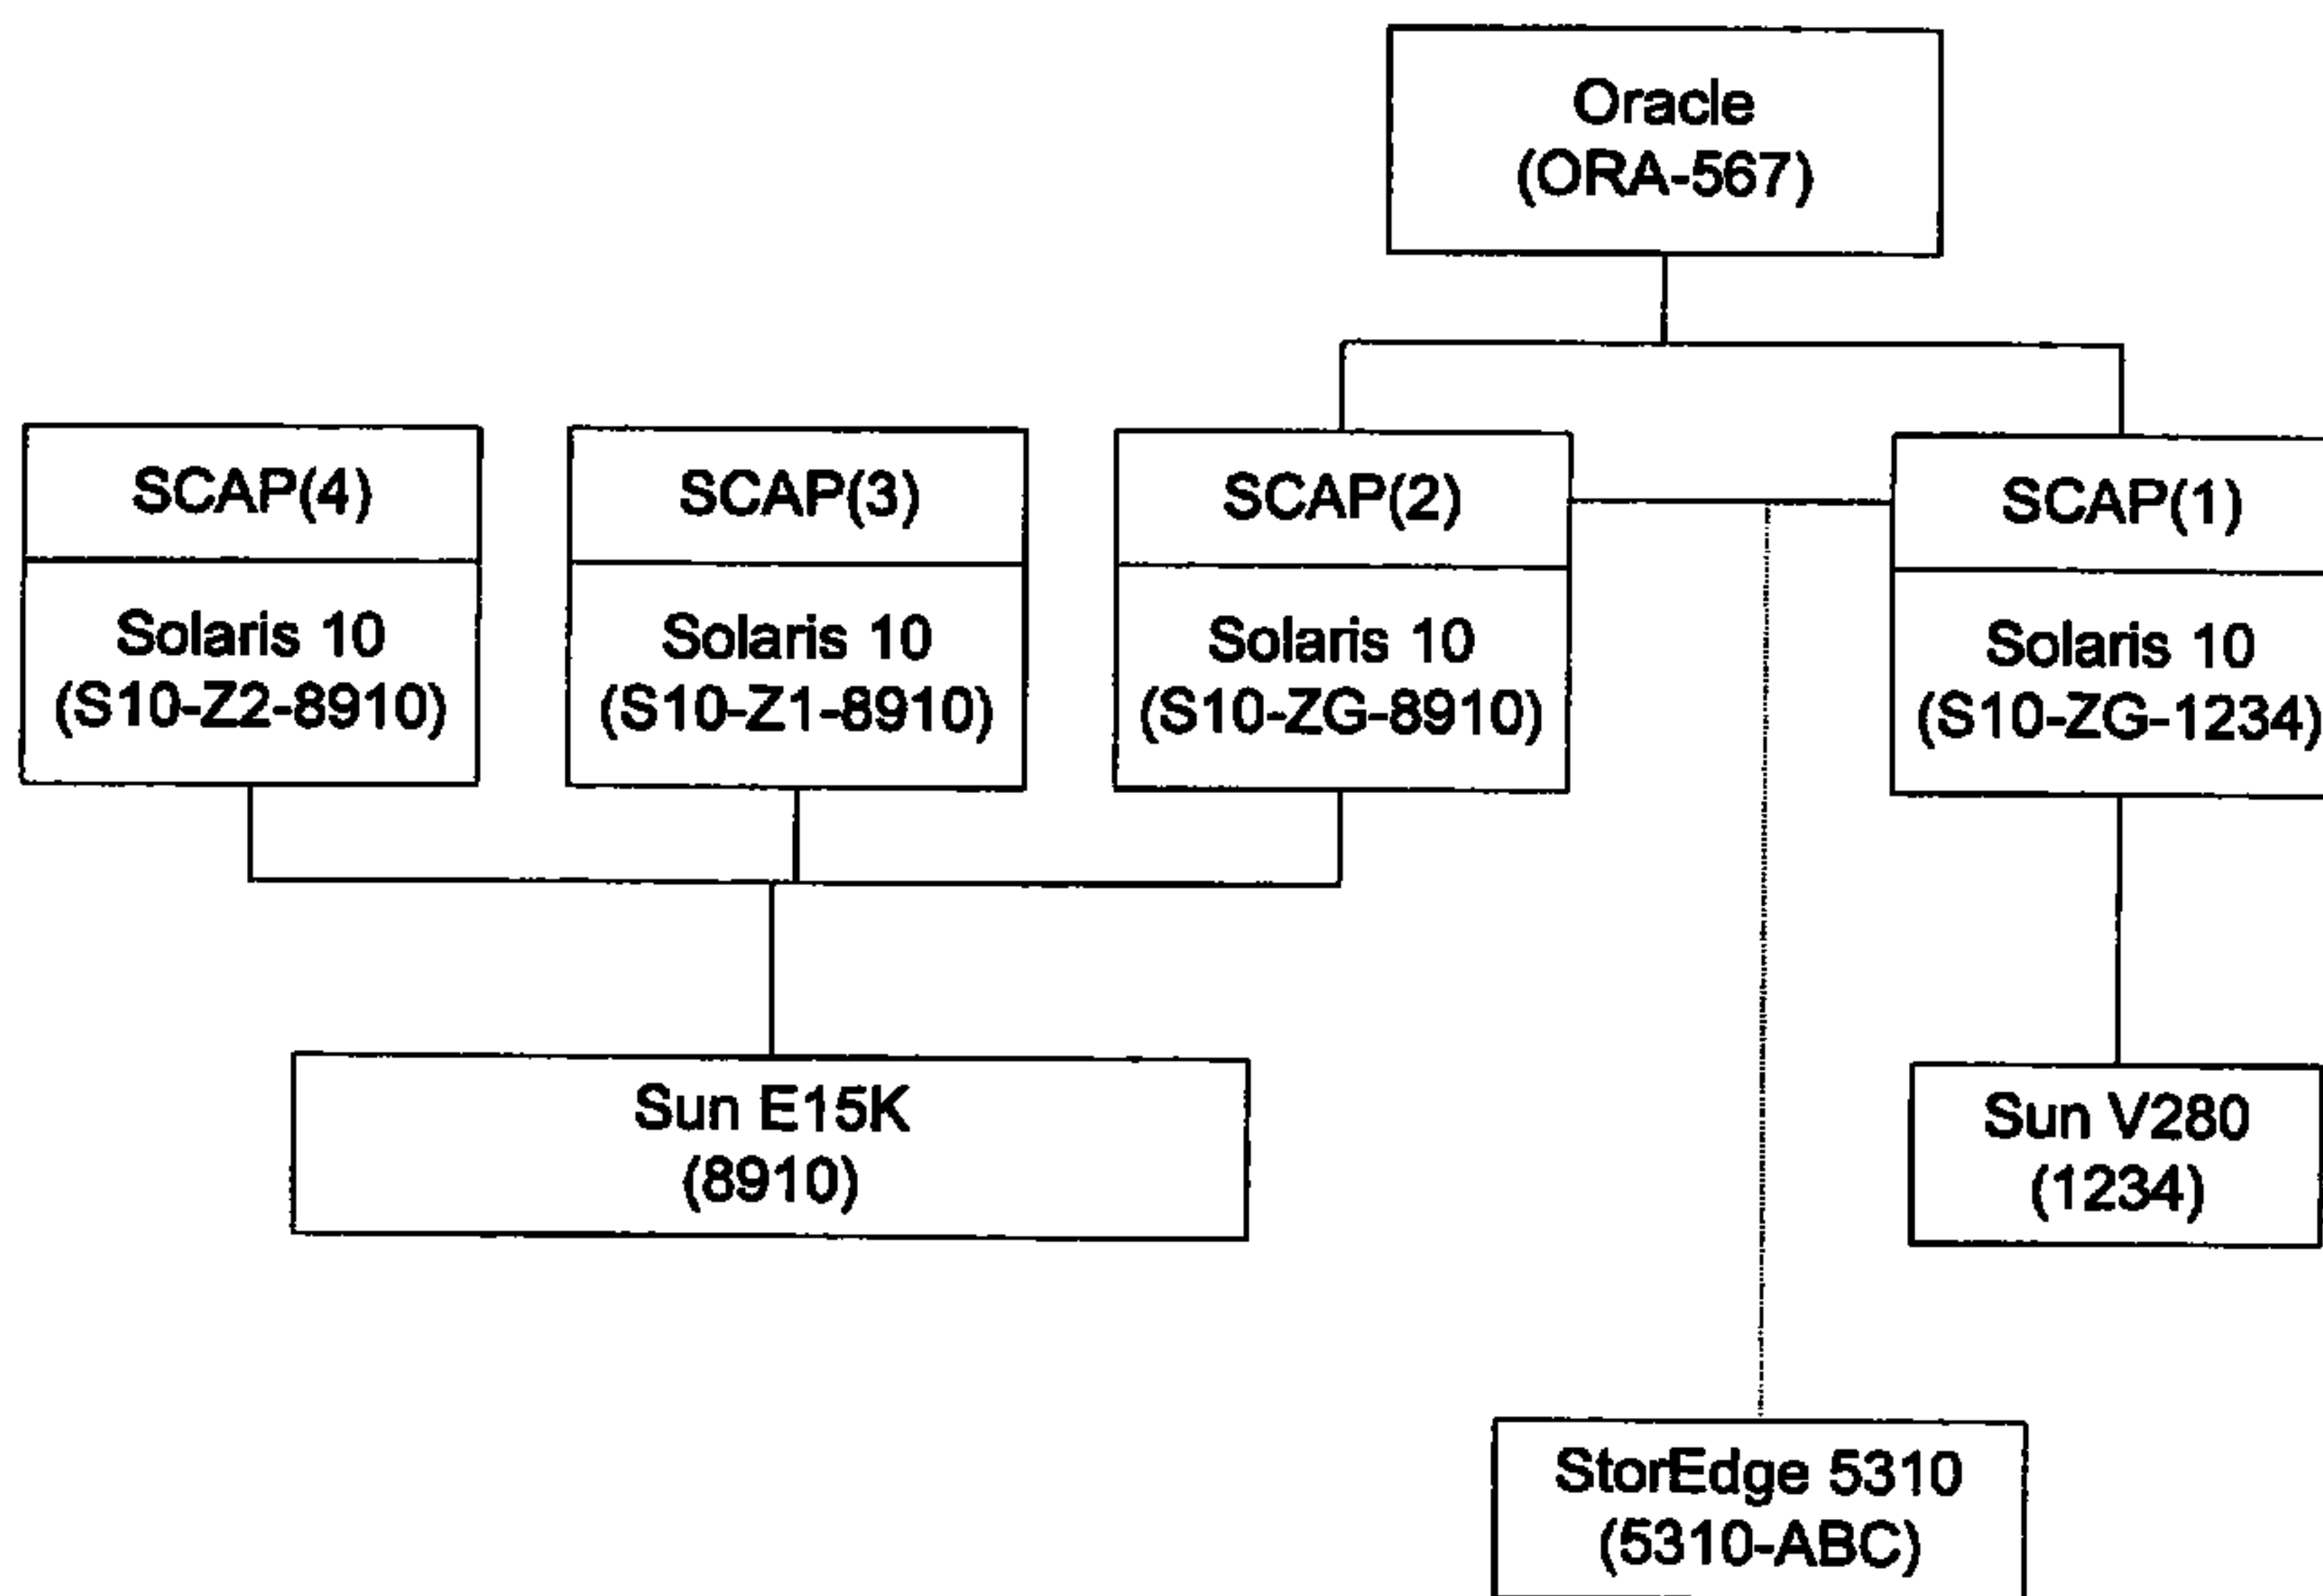 Oracle
(ORA-567)
SCAP(4)
Solaris 10
(S10-Z2-8910)
SCAP(3)
Solaris 10
(S10-Z1-8910)
SCAP(2)
Solaris 10
(S10-ZG-8910)
SCAP(1)
Solaris 10
(S10-ZG-1234)
Sun E15K
(8910)
Sun V280
(1234)
StorEdge 5310
(5310-ABC)